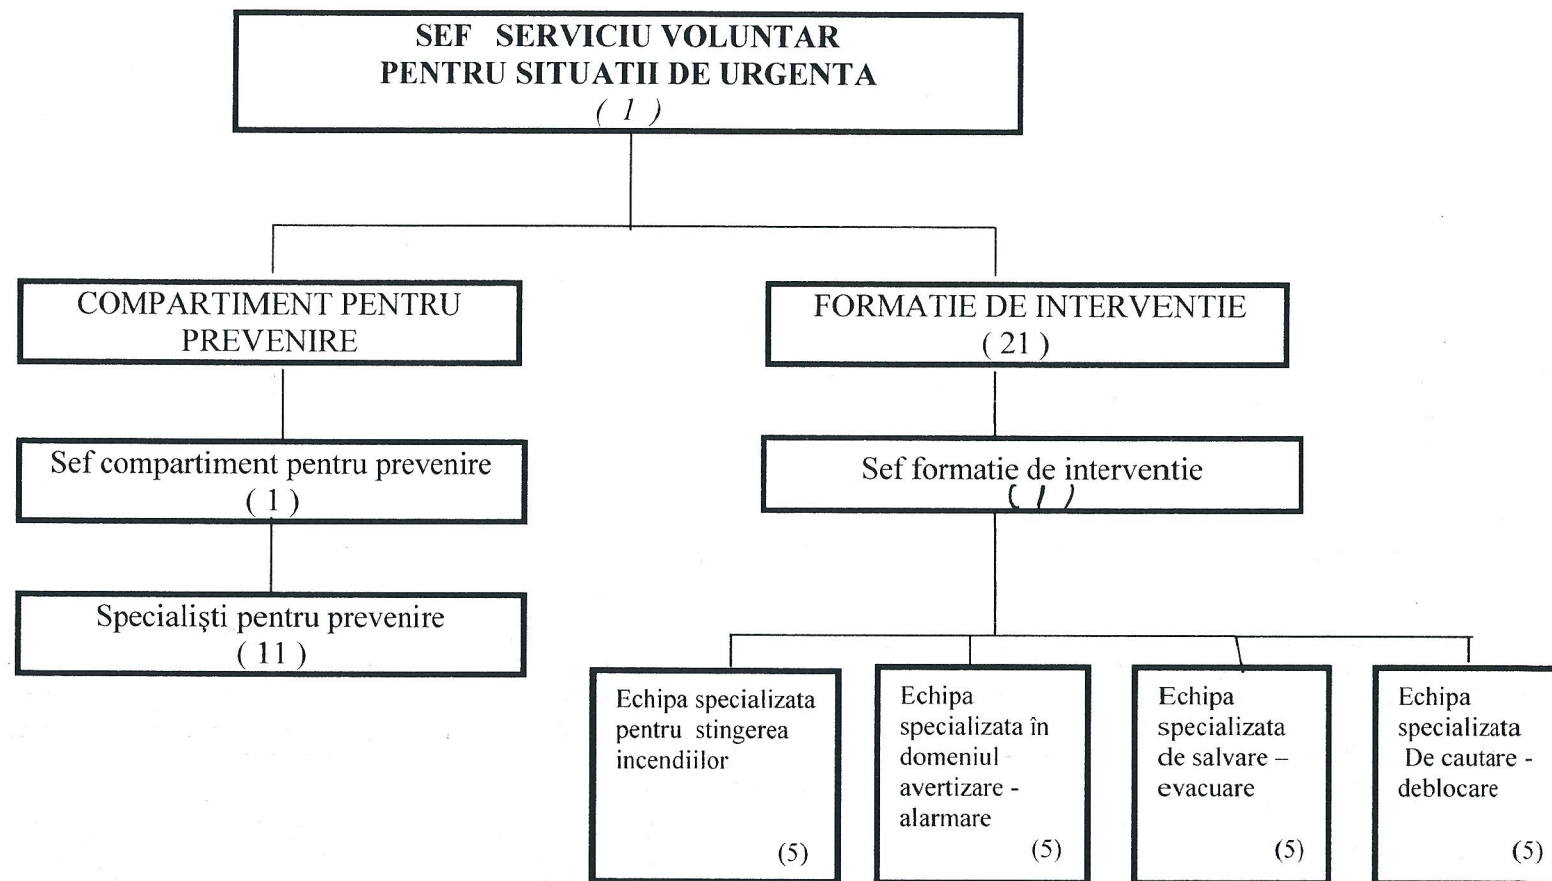 SEF SERVICIU VOLUNTAR
PENTRU SITUATII DE URGENTA
( 1 )
COMPARTIMENT PENTRU
PREVENIRE
FORMATIE DE INTERVENTIE
( 21 )
Sef compartiment pentru prevenire
( 1 )
Sef formatie de interventie
( 1 )
Specialişti pentru prevenire
( 11 )
Echipa specializata
pentru stingerea
incendiilor
(5)
Echipa
specializata în
domeniul
avertizare -
alarmare
(5)
Echipa
specializata
de salvare –
evacuare
(5)
Echipa
specializata
De cautare -
deblocare
(5)